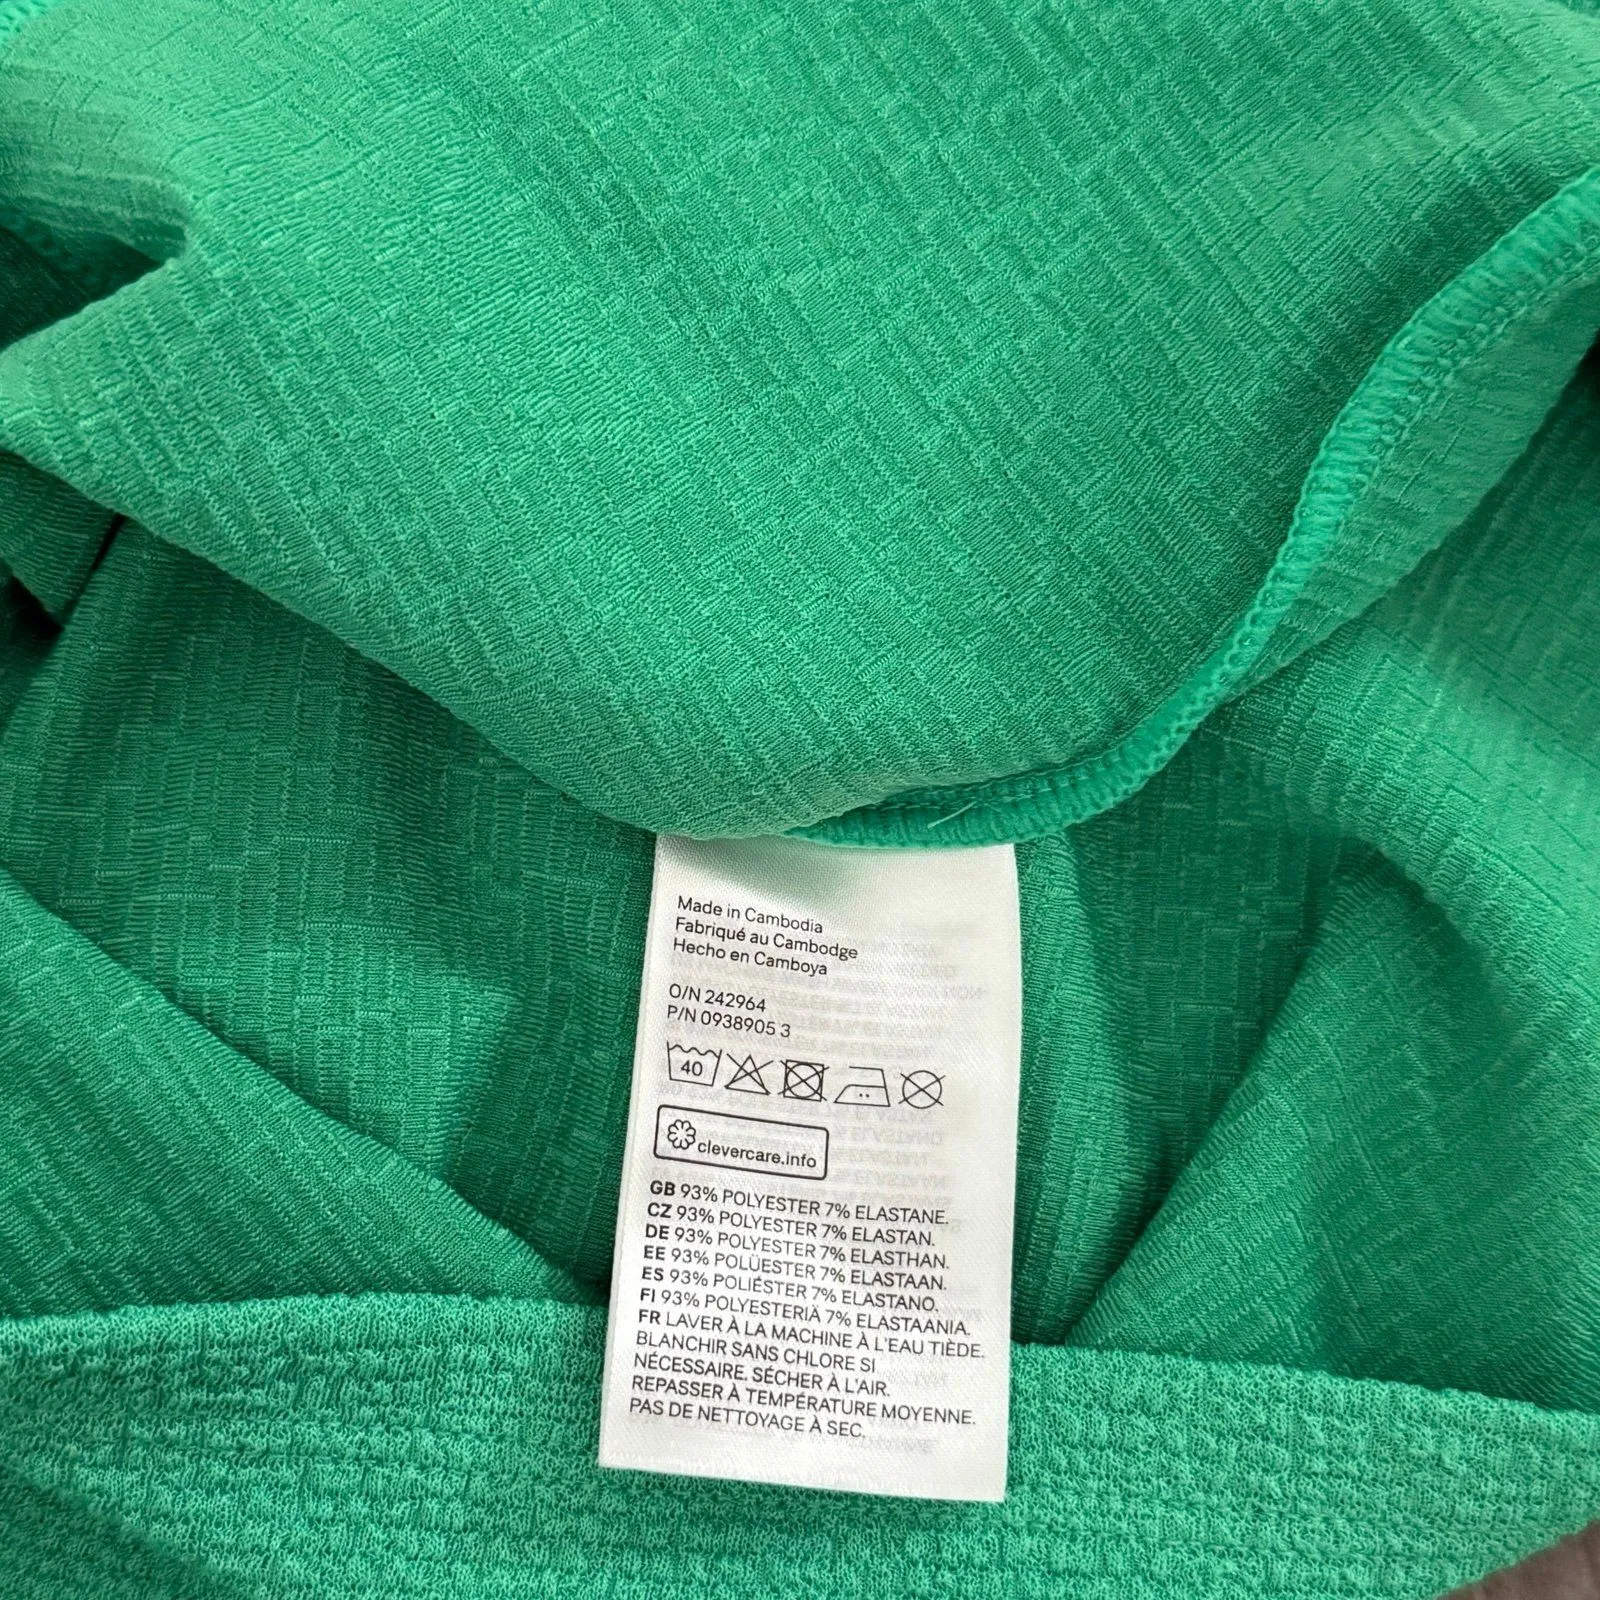 Made in Cambodia
Fabriqué au Cambodge
Hecho en Camboya
O/N 242964
P/N 0938905 3
40
clevercare.info
GB 93% POLYESTER 7% ELASTANE.
CZ 93% POLYESTER 7% ELASTAN.
DE 93% POLYESTER 7% ELASTHAN.
EE 93% POLÜESTER 7% ELASTAAN.
ES 93% POLIÉSTER 7% ELASTANO.
FI 93% POLYESTERIÄ 7% ELASTAANIA.
FR LAVER À LA MACHINE À L'EAU TIÈDE.
BLANCHIR SANS CHLORE SI
NÉCESSAIRE. SÉCHER À L'AIR.
REPASSER À TEMPÉRATURE MOYENNE.
PAS DE NETTOYAGE À SEC.